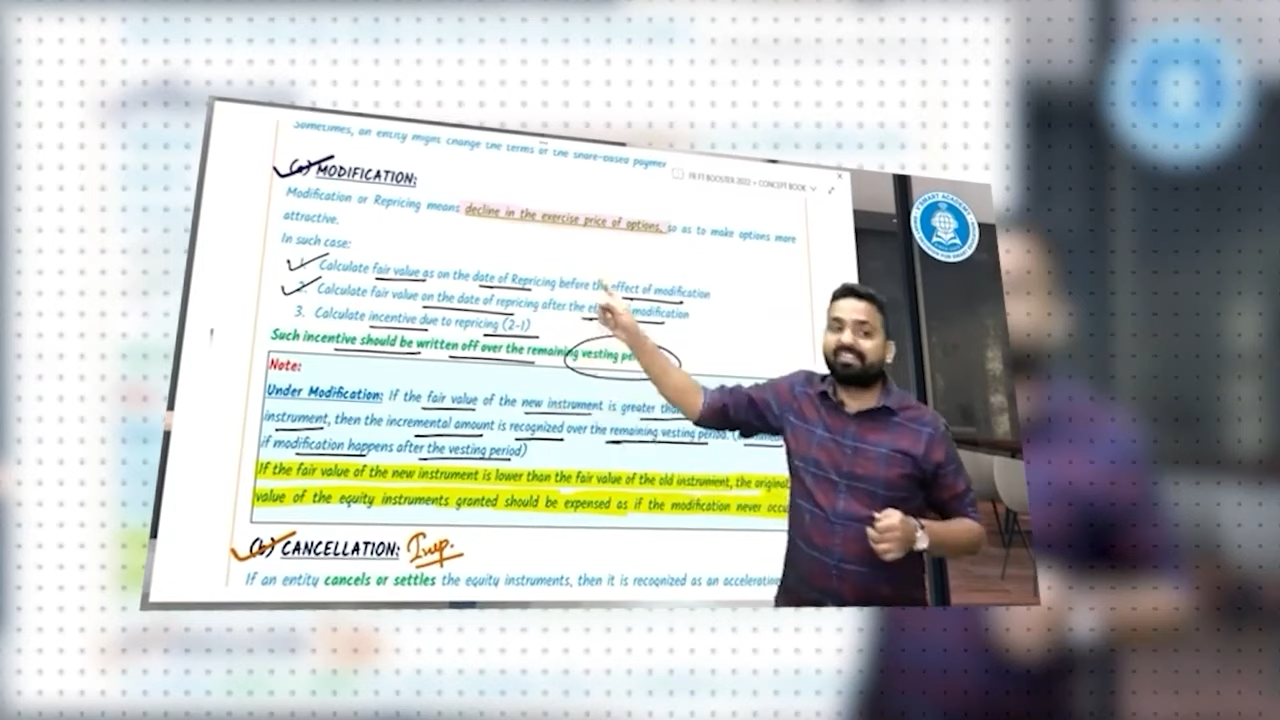 Sometimes, an entity might change the terms of the share-based paymer
FR FT BOOSTER 2022 + CONCEPT BOOK
(a) MODIFICATION:
Modification or Repricing means decline in the exercise price of options, so as to make options more
attractive.
In such case:
1. Calculate fair value as on the date of Repricing before the effect of modification
2. Calculate fair value on the date of repricing after the modification
3. Calculate incentive due to repricing (2-1)
Such incentive should be written off over the remaining vesting pe
Note:
Under Modification: If the fair value of the new instrument is greater than
instrument, then the incremental amount is recognized over the remaining vesting period.
if modification happens after the vesting period)
If the fair value of the new instrument is lower than the fair value of the old instrument, the original
value of the equity instruments granted should be expensed as if the modification never occu
(b) CANCELLATION: Imp.
If an entity cancels or settles the equity instruments, then it is recognized as an acceleration